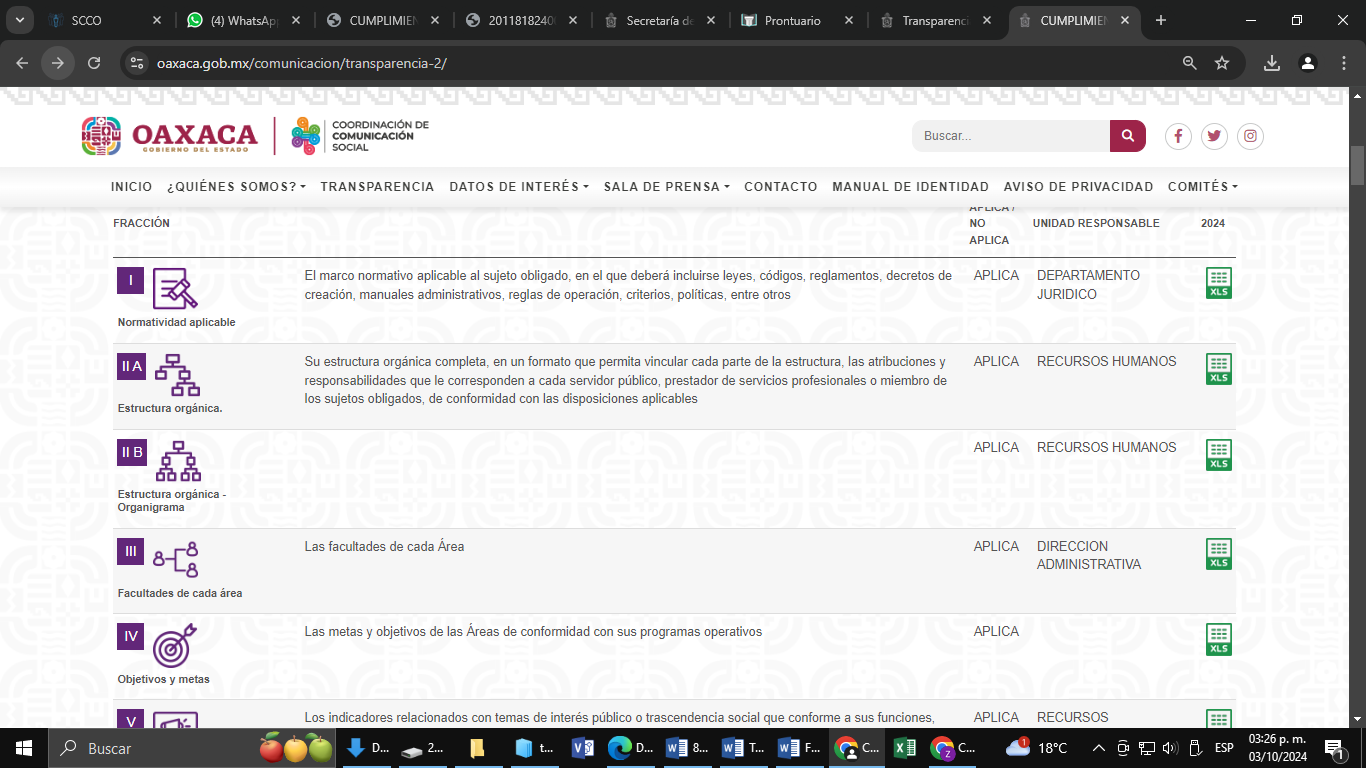 SCCO
(4) WhatsApp
CUMPLIMIEN
2011818240
Secretaría de
Prontuario
Transparenci
CUMPLIMIEN
oaxaca.gob.mx/comunicacion/transparencia-2/
OAXACA
GOBIERNO DEL ESTADO
COORDINACIÓN DE
COMUNICACIÓN
SOCIAL
Buscar...
INICIO ¿QUIÉNES SOMOS? TRANSPARENCIA DATOS DE INTERÉS SALA DE PRENSA CONTACTO MANUAL DE IDENTIDAD AVISO DE PRIVACIDAD COMITÉS
FRACCIÓN
APLICA /
NO
APLICA
UNIDAD RESPONSABLE
2024
I
Normatividad aplicable
El marco normativo aplicable al sujeto obligado, en el que deberá incluirse leyes, códigos, reglamentos, decretos de
creación, manuales administrativos, reglas de operación, criterios, políticas, entre otros
APLICA
DEPARTAMENTO
JURIDICO
XLS
II A
Estructura orgánica.
Su estructura orgánica completa, en un formato que permita vincular cada parte de la estructura, las atribuciones y
responsabilidades que le corresponden a cada servidor público, prestador de servicios profesionales o miembro de
los sujetos obligados, de conformidad con las disposiciones aplicables
APLICA
RECURSOS HUMANOS
XLS
II B
Estructura orgánica -
Organigrama
APLICA
RECURSOS HUMANOS
XLS
III
Facultades de cada área
Las facultades de cada Área
APLICA
DIRECCION
ADMINISTRATIVA
XLS
IV
Objetivos y metas
Las metas y objetivos de las Áreas de conformidad con sus programas operativos
APLICA
XLS
V
Los indicadores relacionados con temas de interés público o trascendencia social que conforme a sus funciones,
APLICA
RECURSOS
Buscar
D...
2...
t...
D...
8...
T...
F...
C...
C...
1
18°C
ESP
03:26 p. m.
03/10/2024
1